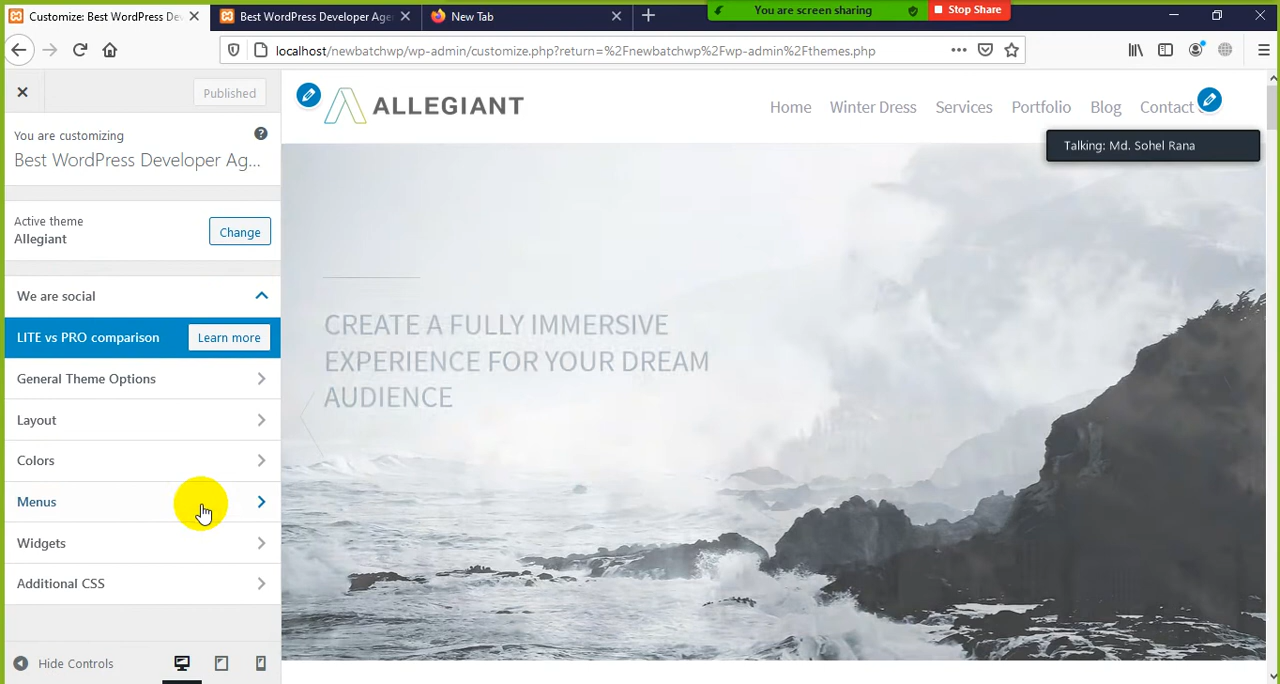 Customize: Best WordPress Dev
Best WordPress Developer Age
New Tab
You are screen sharing
Stop Share
localhost/newbatchwp/wp-admin/customize.php?return=%2Fnewbatchwp%2Fwp-admin%2Fthemes.php
Published
You are customizing
Best WordPress Developer Ag...
Active theme
Allegiant
Change
We are social
LITE vs PRO comparison
Learn more
General Theme Options
Layout
Colors
Menus
Widgets
Additional CSS
Hide Controls
ALLEGIANT
Home Winter Dress Services Portfolio Blog Contact
Talking: Md. Sohel Rana
CREATE A FULLY IMMERSIVE
EXPERIENCE FOR YOUR DREAM
AUDIENCE